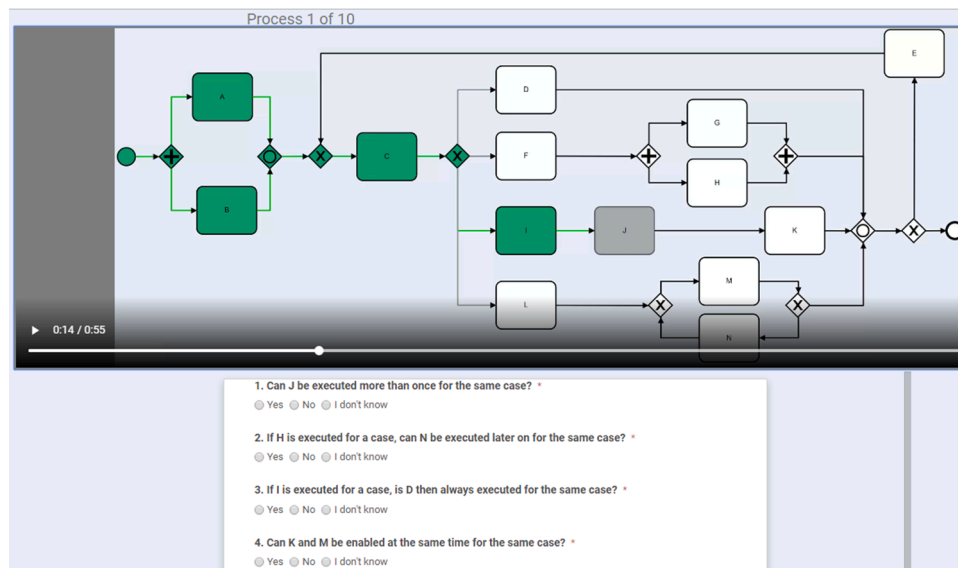 Process 1 of 10
E
A
D
G
F
C
H
B
I
J
K
M
L
N
0:14 / 0:55
1. Can J be executed more than once for the same case? *
Yes No I don't know
2. If H is executed for a case, can N be executed later on for the same case? *
Yes No I don't know
3. If I is executed for a case, is D then always executed for the same case? *
Yes No I don't know
4. Can K and M be enabled at the same time for the same case? *
Yes No I don't know